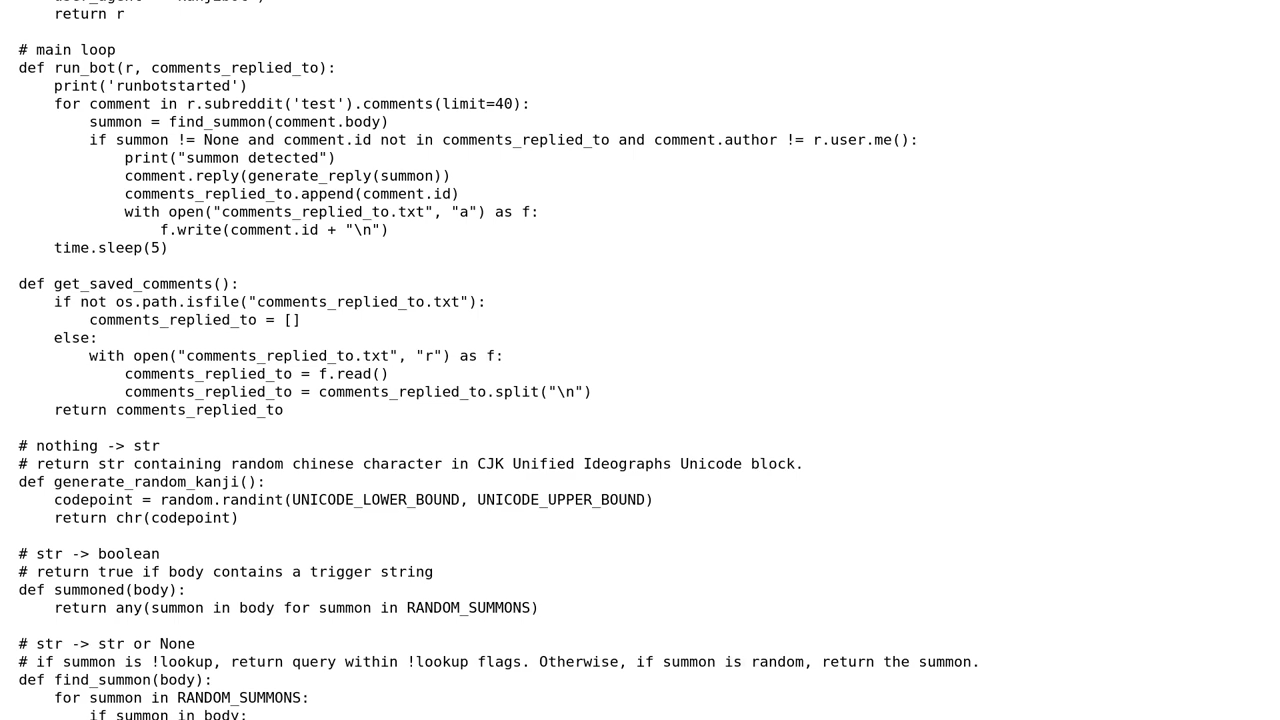 return r
# main loop
def run_bot(r, comments_replied_to):
    print('runbotstarted')
    for comment in r.subreddit('test').comments(limit=40):
        summon = find_summon(comment.body)
        if summon != None and comment.id not in comments_replied_to and comment.author != r.user.me():
            print("summon detected")
            comment.reply(generate_reply(summon))
            comments_replied_to.append(comment.id)
            with open("comments_replied_to.txt", "a") as f:
                f.write(comment.id + "\n")
    time.sleep(5)
def get_saved_comments():
    if not os.path.isfile("comments_replied_to.txt"):
        comments_replied_to = []
    else:
        with open("comments_replied_to.txt", "r") as f:
            comments_replied_to = f.read()
            comments_replied_to = comments_replied_to.split("\n")
    return comments_replied_to
# nothing -> str
# return str containing random chinese character in CJK Unified Ideographs Unicode block.
def generate_random_kanji():
    codepoint = random.randint(UNICODE_LOWER_BOUND, UNICODE_UPPER_BOUND)
    return chr(codepoint)
# str -> boolean
# return true if body contains a trigger string
def summoned(body):
    return any(summon in body for summon in RANDOM_SUMMONS)
# str -> str or None
# if summon is !lookup, return query within !lookup flags. Otherwise, if summon is random, return the summon.
def find_summon(body):
    for summon in RANDOM_SUMMONS:
        if summon in body: